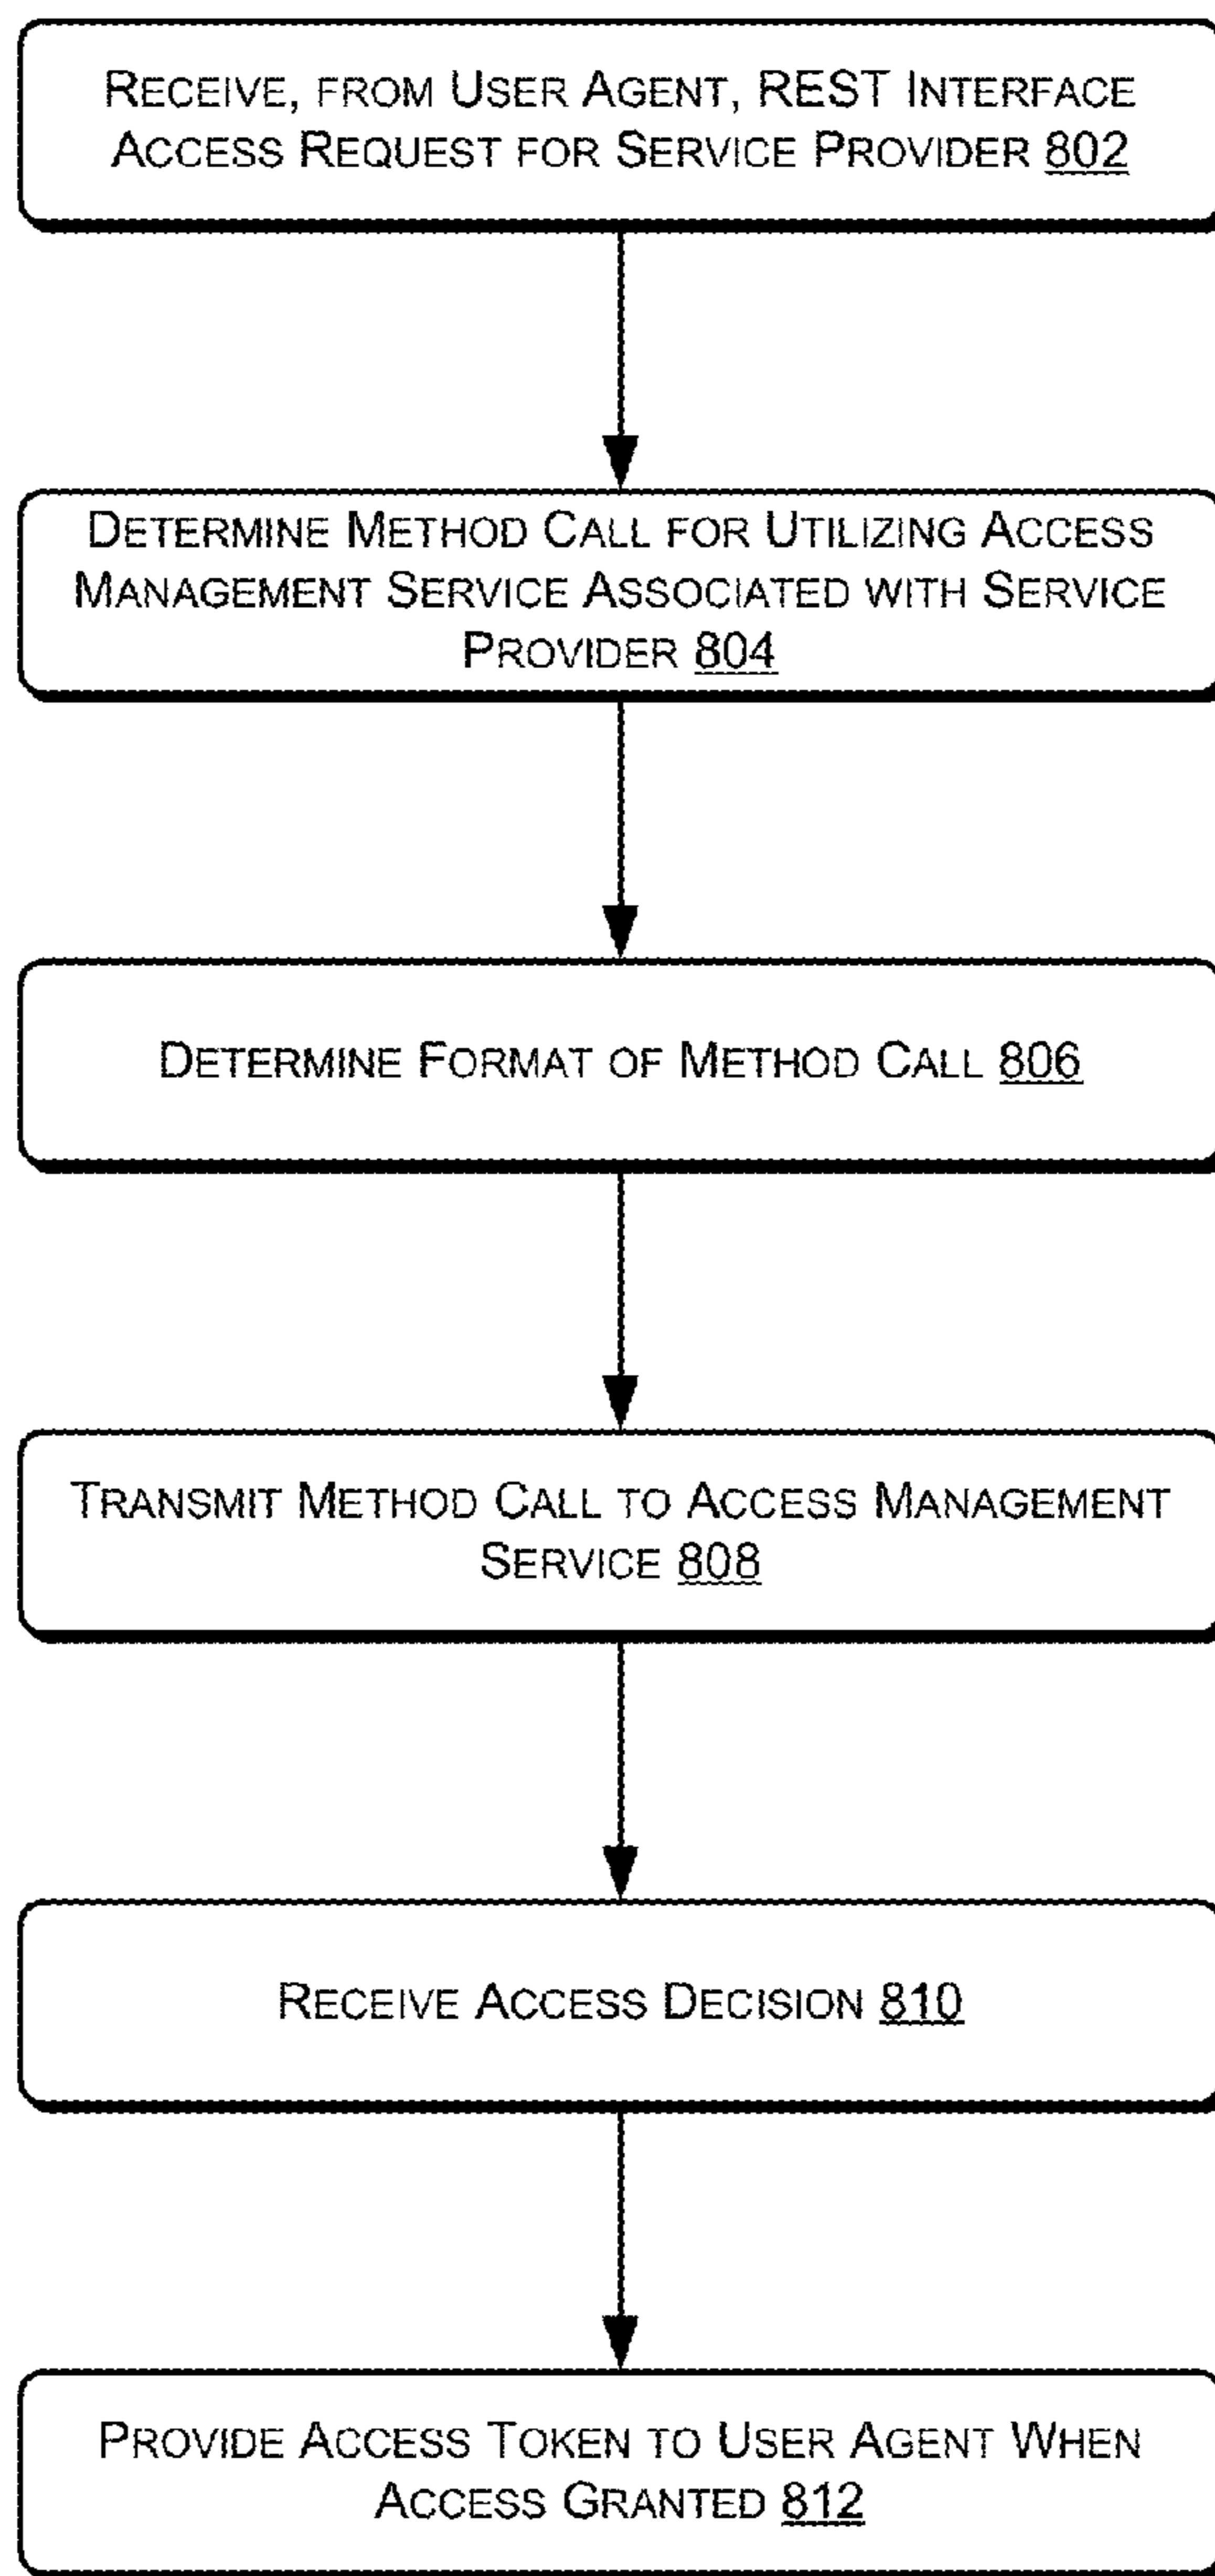 RECEIVE, FROM USER AGENT, REST INTERFACE
ACCESS REQUEST FOR SERVICE PROVIDER 802
DETERMINE METHOD CALL FOR UTILIZING ACCESS
MANAGEMENT SERVICE ASSOCIATED WITH SERVICE
PROVIDER 804
DETERMINE FORMAT OF METHOD CALL 806
TRANSMIT METHOD CALL TO ACCESS MANAGEMENT
SERVICE 808
RECEIVE ACCESS DECISION 810
PROVIDE ACCESS TOKEN TO USER AGENT WHEN
ACCESS GRANTED 812